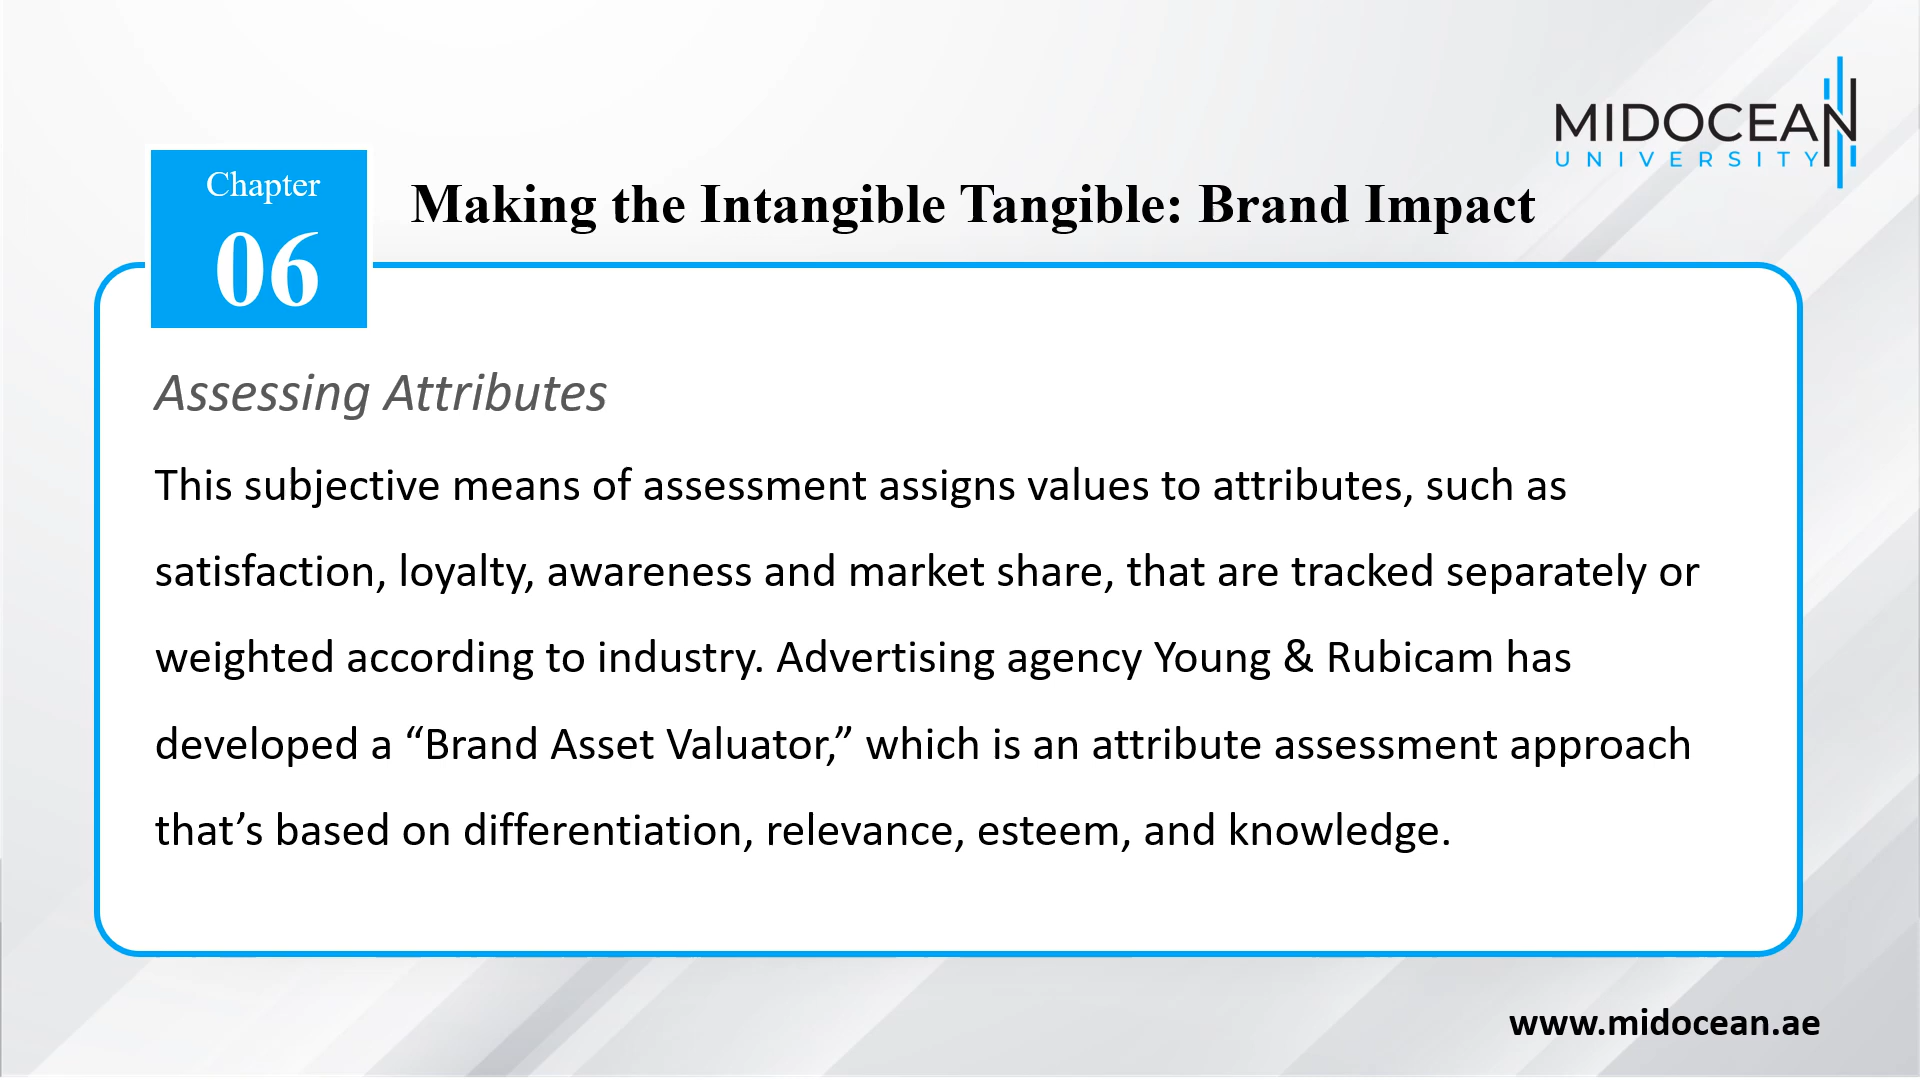 MIDOCEAN
UNIVERSITY
Chapter
06
Making the Intangible Tangible: Brand Impact
Assessing Attributes
This subjective means of assessment assigns values to attributes, such as
satisfaction, loyalty, awareness and market share, that are tracked separately or
weighted according to industry. Advertising agency Young & Rubicam has
developed a “Brand Asset Valuator,” which is an attribute assessment approach
that’s based on differentiation, relevance, esteem, and knowledge.
www.midocean.ae